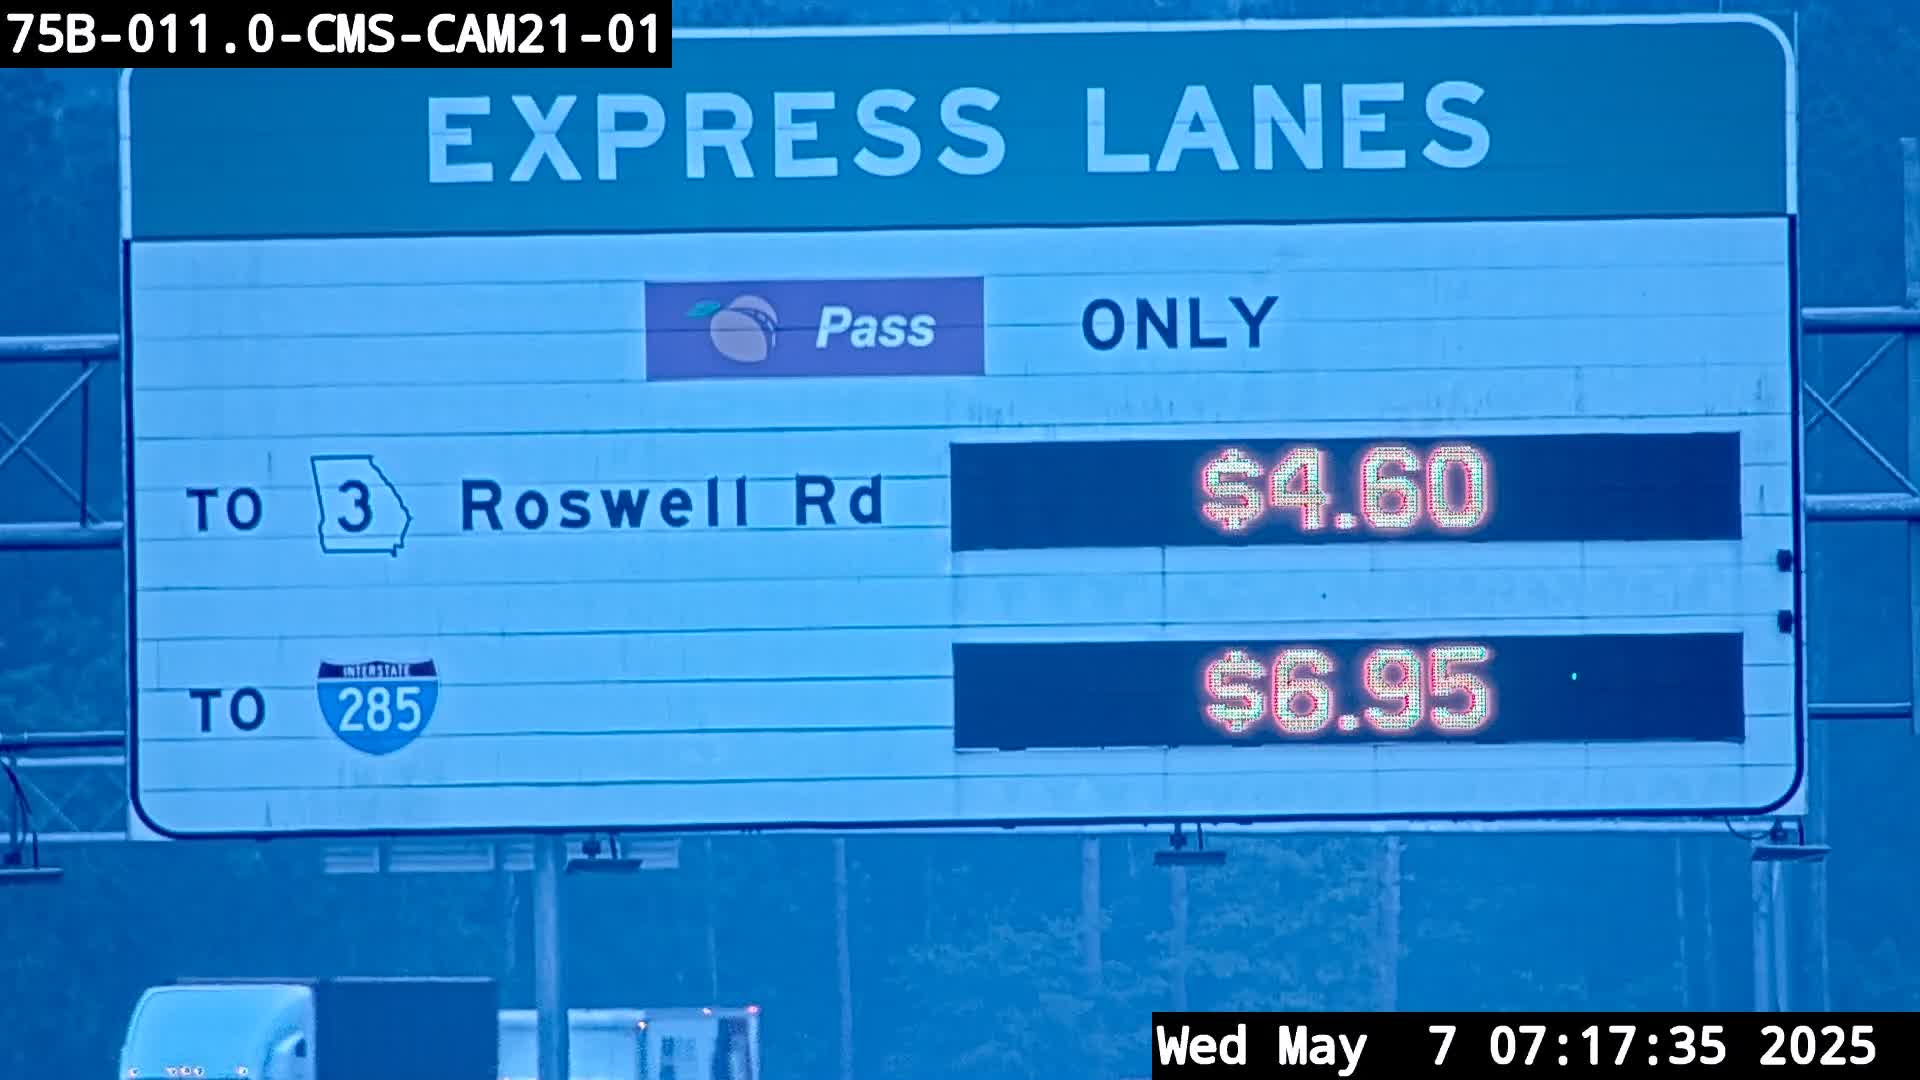 75B-011.0-CMS-CAM21-01
EXPRESS LANES
Pass ONLY
TO 3 Roswell Rd $4.60
TO INTERSTATE 285 $6.95
Wed May 7 07:17:35 2025